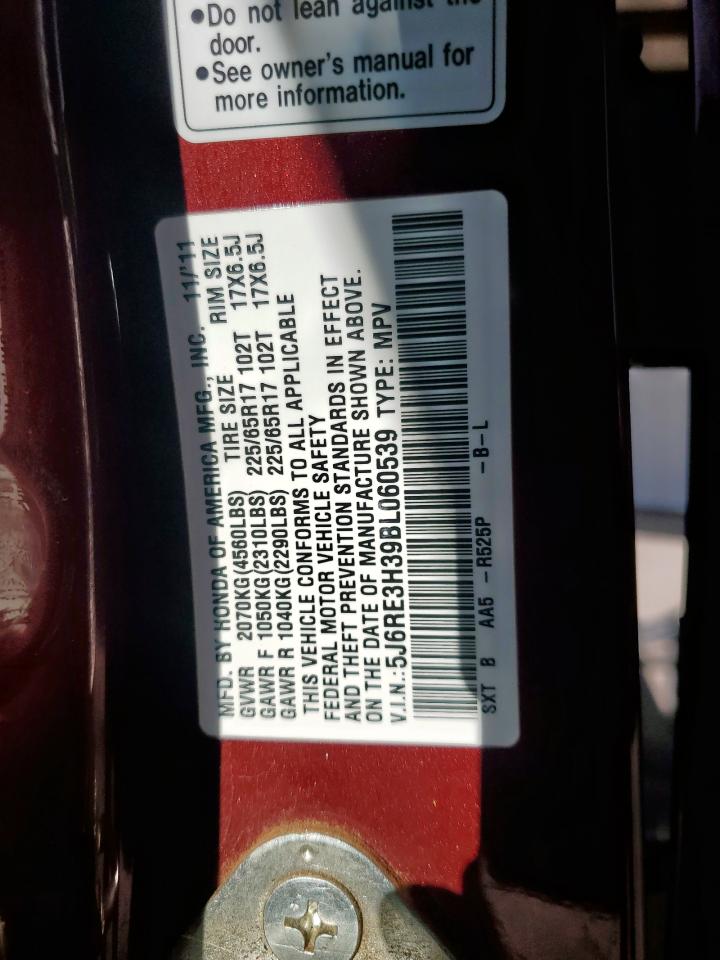 ●Do not lean against the
door.
●See owner's manual for
more information.
MFD. BY HONDA OF AMERICA MFG., INC. 11/'11
GVWR 2070KG(4560LBS) TIRE SIZE RIM SIZE
GAWR F 1050KG(2310LBS) 225/65R17 102T 17X6.5J
GAWR R 1040KG(2290LBS) 225/65R17 102T 17X6.5J
THIS VEHICLE CONFORMS TO ALL APPLICABLE
FEDERAL MOTOR VEHICLE SAFETY
AND THEFT PREVENTION STANDARDS IN EFFECT
ON THE DATE OF MANUFACTURE SHOWN ABOVE.
V.I.N.:5J6RE3H39BL060539 TYPE: MPV
SXT B AA5 -R525P -B-L